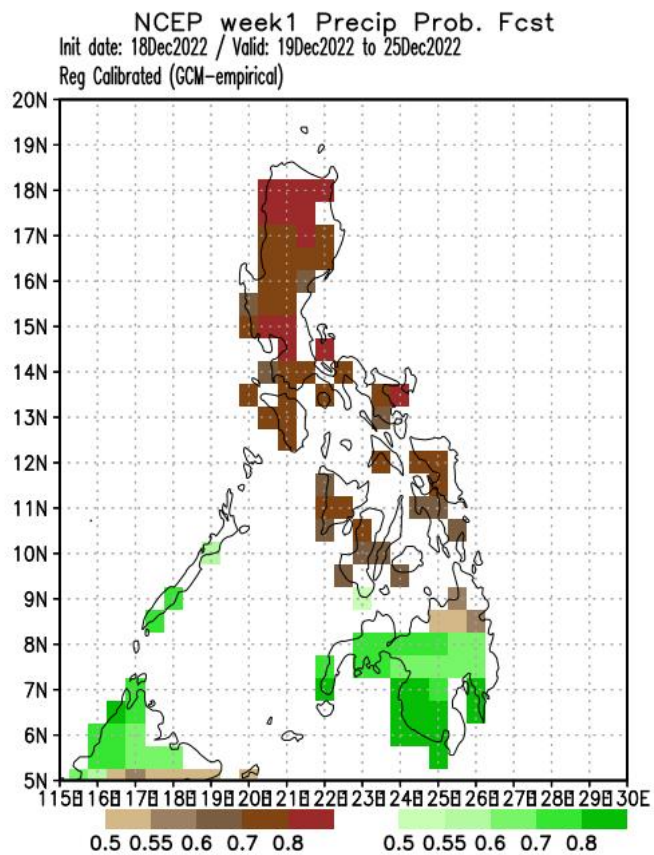 NCEP week1 Precip Prob. Fcst
Init date: 18Dec2022 / Valid: 19Dec2022 to 25Dec2022
Reg Calibrated (GCM-empirical)
20N
19N
18N
17N
16N
15N
14N
13N
12N
11N
10N
9N
8N
7N
6N
5N
115E 116E 117E 118E 119E 120E 121E 122E 123E 124E 125E 126E 127E 128E 129E 130E
0.5 0.55 0.6 0.7 0.8 0.5 0.55 0.6 0.7 0.8